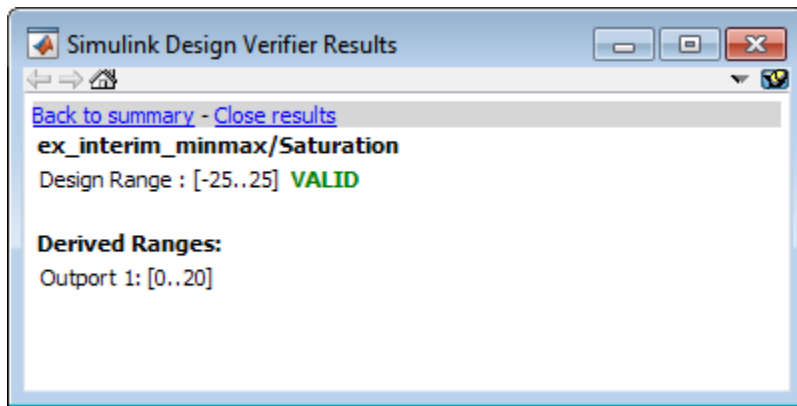 Simulink Design Verifier Results
Back to summary - Close results
ex_interim_minmax/Saturation
Design Range : [-25..25] VALID
Derived Ranges:
Outport 1: [0..20]